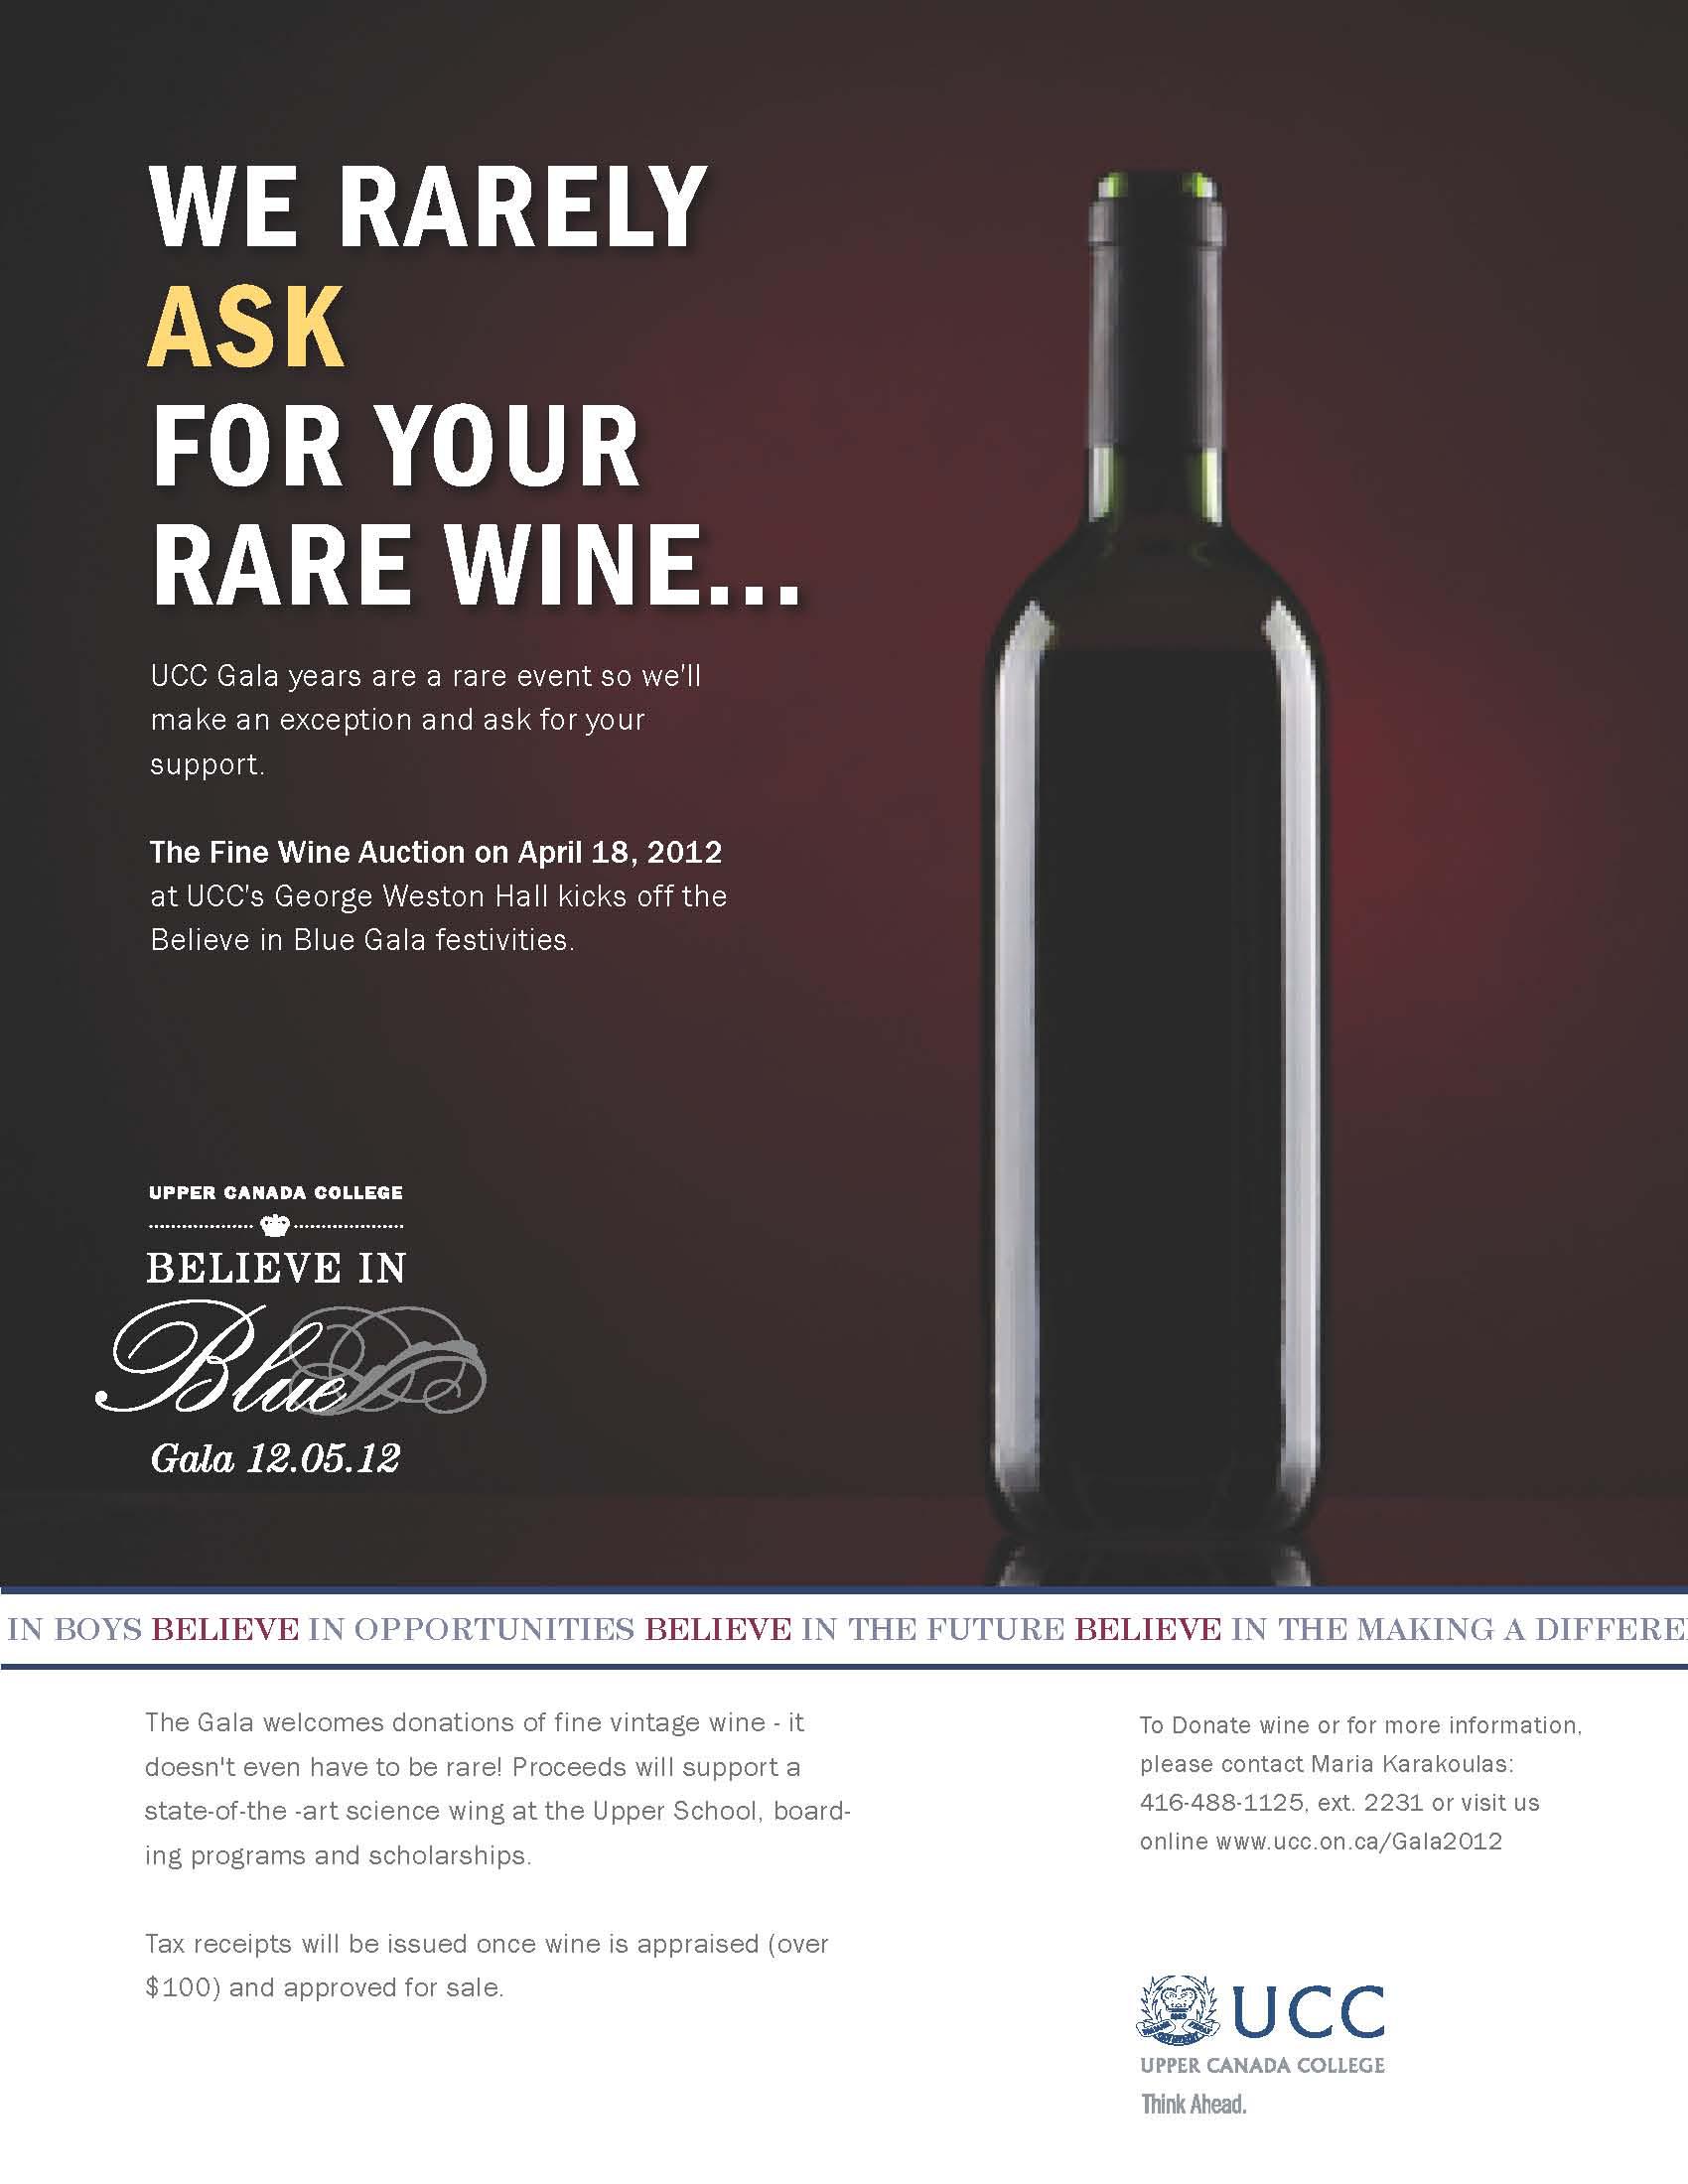 WE RARELY
ASK
FOR YOUR
RARE WINE...
UCC Gala years are a rare event so we'll
make an exception and ask for your
support.
The Fine Wine Auction on April 18, 2012
at UCC's George Weston Hall kicks off the
Believe in Blue Gala festivities.
UPPER CANADA COLLEGE
BELIEVE IN
Blue
Gala 12.05.12
IN BOYS BELIEVE IN OPPORTUNITIES BELIEVE IN THE FUTURE BELIEVE IN THE MAKING A DIFFERE
The Gala welcomes donations of fine vintage wine - it
doesn't even have to be rare! Proceeds will support a
state-of-the -art science wing at the Upper School, board-
ing programs and scholarships.
Tax receipts will be issued once wine is appraised (over
$100) and approved for sale.
To Donate wine or for more information,
please contact Maria Karakoulas:
416-488-1125, ext. 2231 or visit us
online www.ucc.on.ca/Gala2012
UCC
UPPER CANADA COLLEGE
Think Ahead.